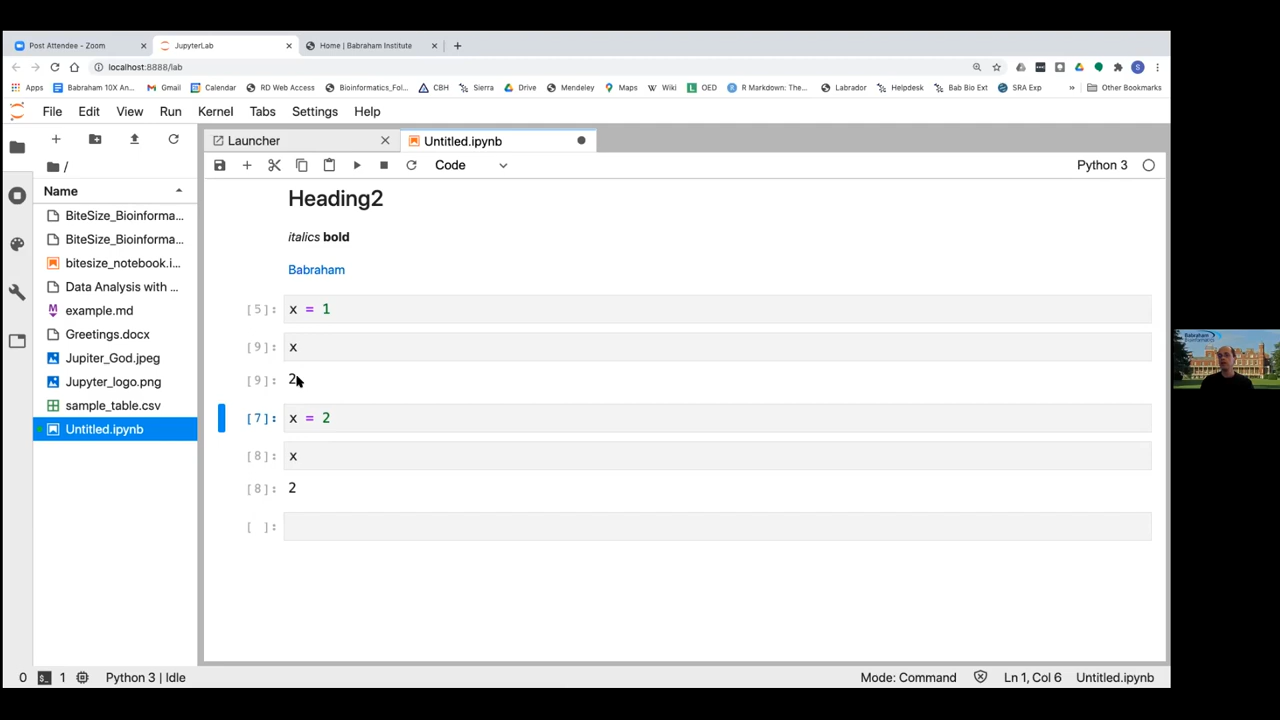 Post Attendee - Zoom JupyterLab Home | Babraham Institute
localhost:8888/lab
Apps Babraham 10X An... Gmail Calendar RD Web Access Bioinformatics_Fol... CBH Sierra Drive Mendeley Maps Wiki OED R Markdown: The... Labrador Helpdesk Bab Bio Ext SRA Exp » Other Bookmarks
File Edit View Run Kernel Tabs Settings Help
Launcher Untitled.ipynb
Code Python 3
/
Name
BiteSize_Bioinforma...
BiteSize_Bioinforma...
bitesize_notebook.i...
Data Analysis with ...
example.md
Greetings.docx
Jupiter_God.jpeg
Jupyter_logo.png
sample_table.csv
Untitled.ipynb
Heading2
italics bold
Babraham
[5]: x = 1
[9]: x
[9]: 2
[7]: x = 2
[8]: x
[8]: 2
[ ]:
0 1 Python 3 | Idle Mode: Command Ln 1, Col 6 Untitled.ipynb
Babraham
Bioinformatics